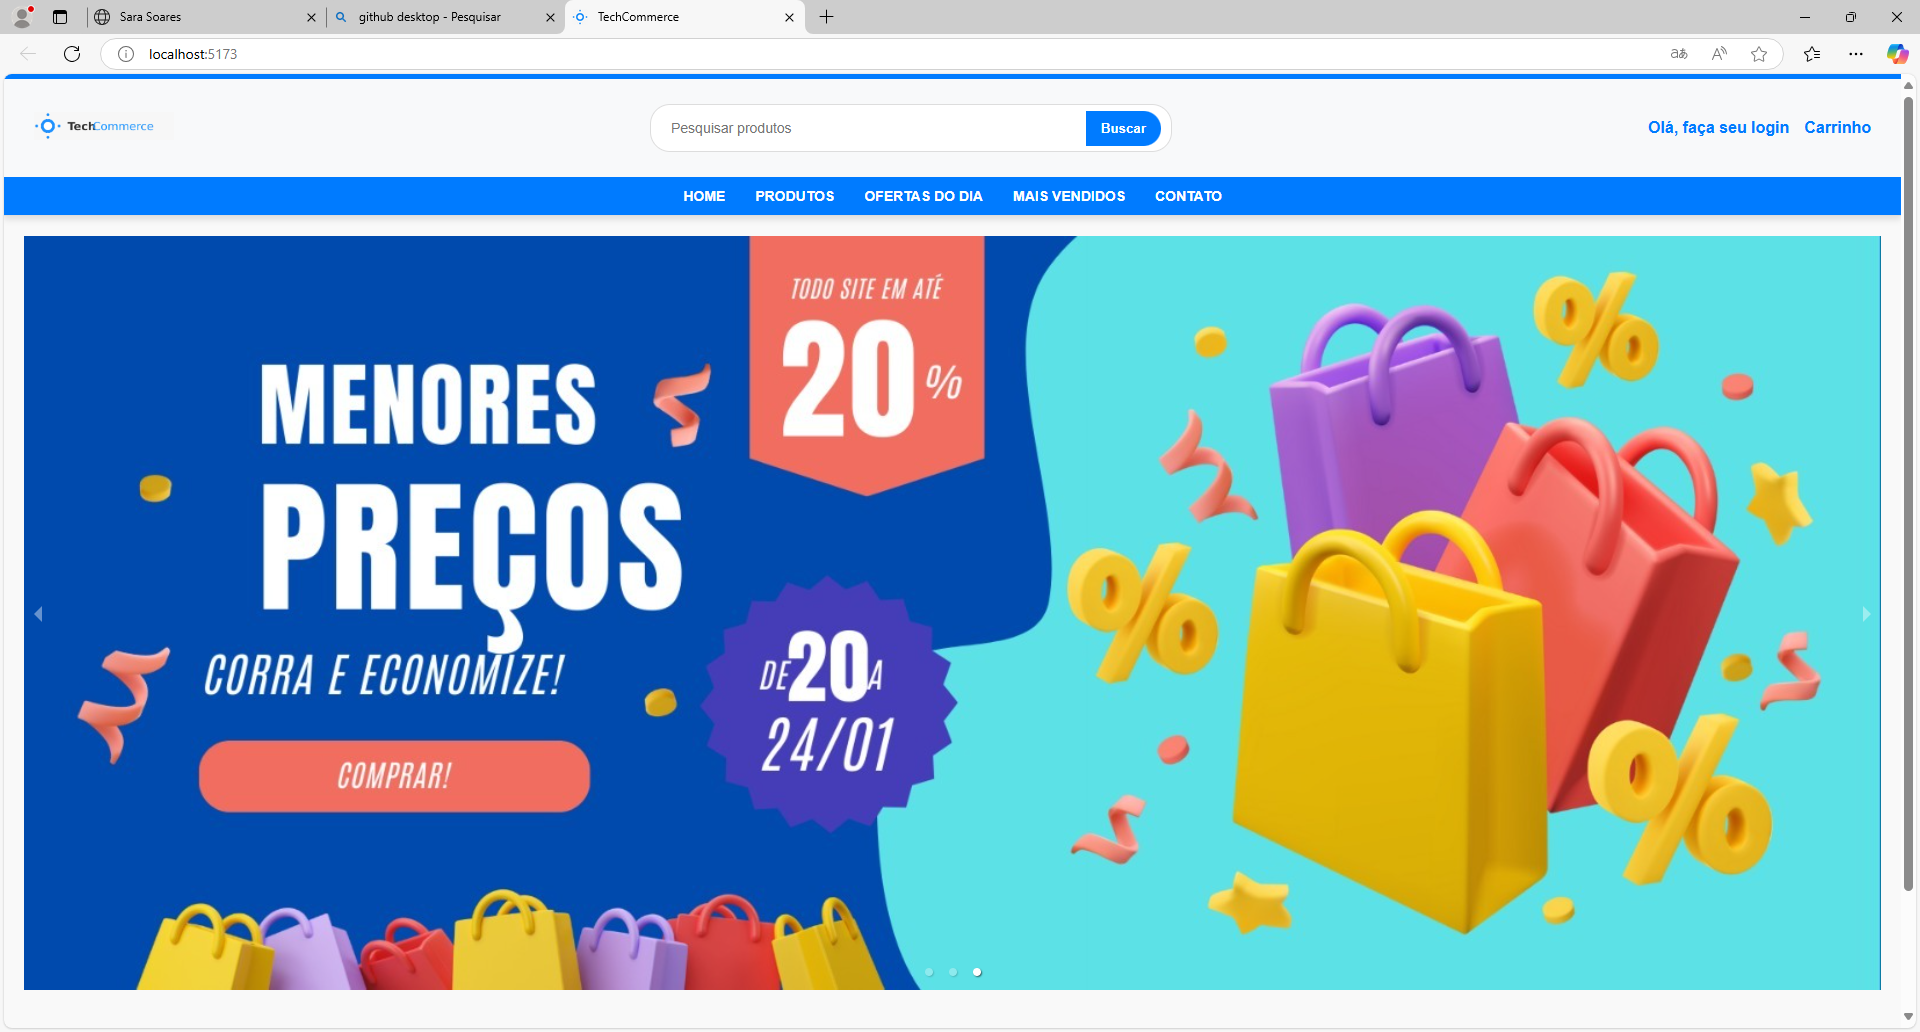 Sara Soares
github desktop - Pesquisar
TechCommerce
localhost:5173
TechCommerce
Pesquisar produtos
Buscar
Olá, faça seu login
Carrinho
HOME
PRODUTOS
OFERTAS DO DIA
MAIS VENDIDOS
CONTATO
TODO SITE EM ATÉ
20%
MENORES
PREÇOS
CORRA E ECONOMIZE!
COMPRAR!
DE 20 A
24/01